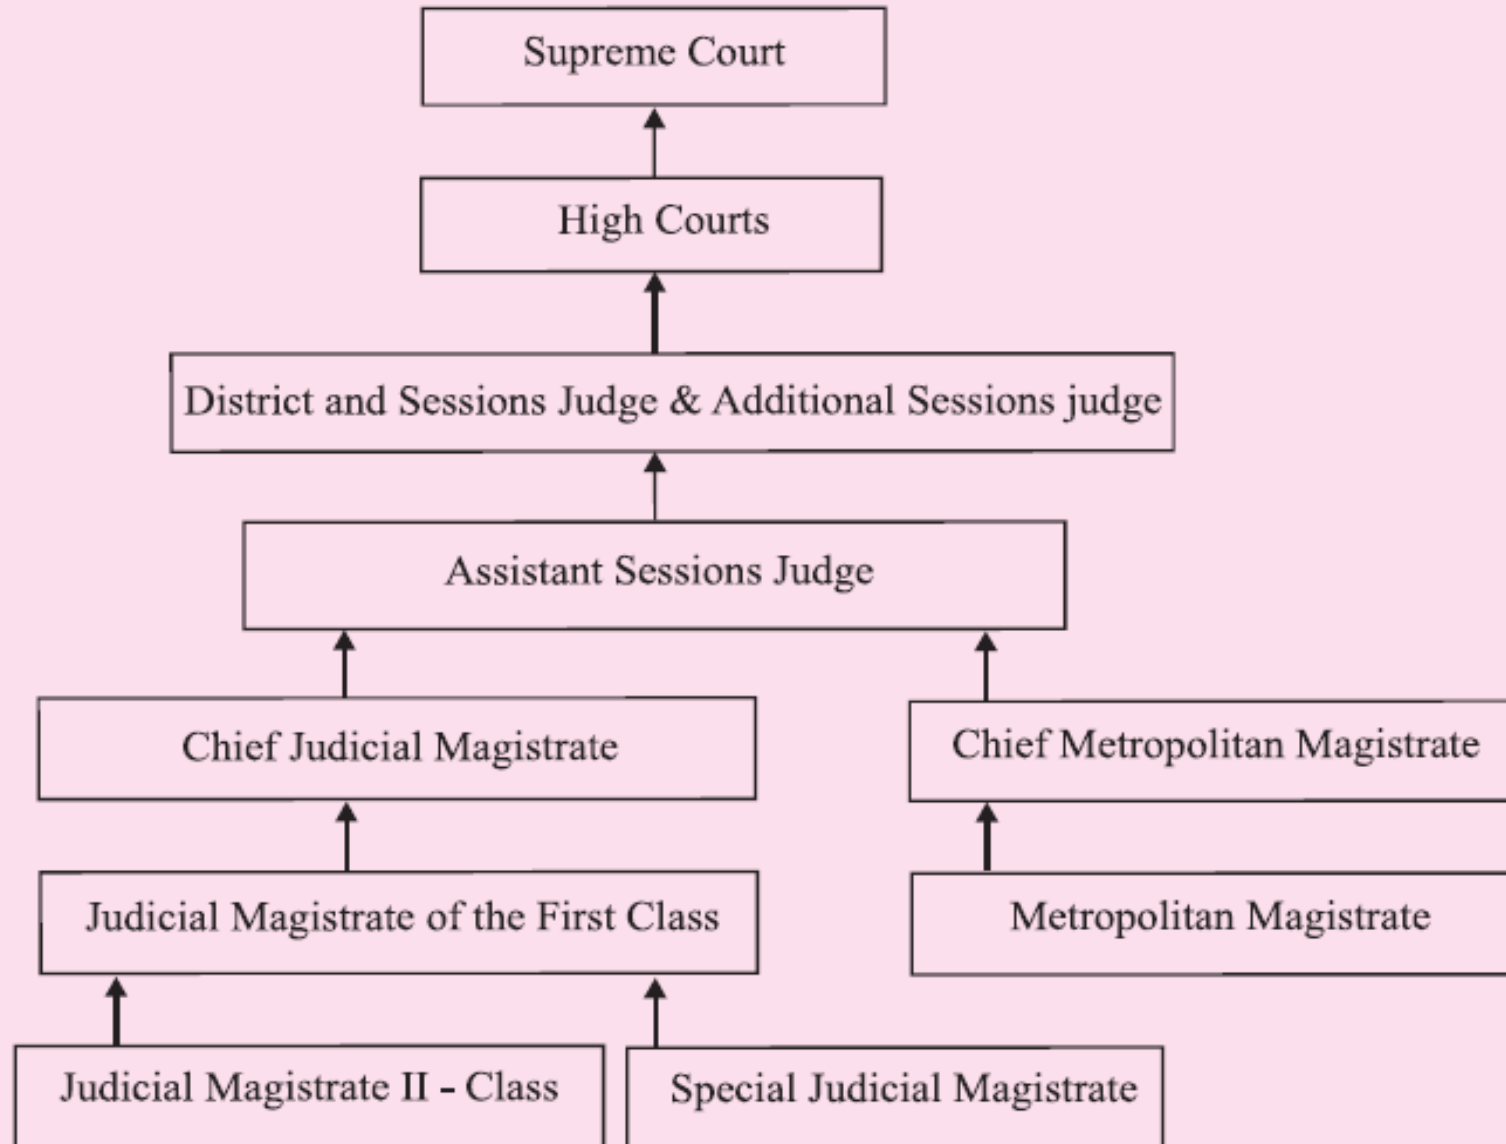 Supreme Court
High Courts
District and Sessions Judge & Additional Sessions judge
Assistant Sessions Judge
Chief Judicial Magistrate
Chief Metropolitan Magistrate
Judicial Magistrate of the First Class
Metropolitan Magistrate
Judicial Magistrate II - Class
Special Judicial Magistrate